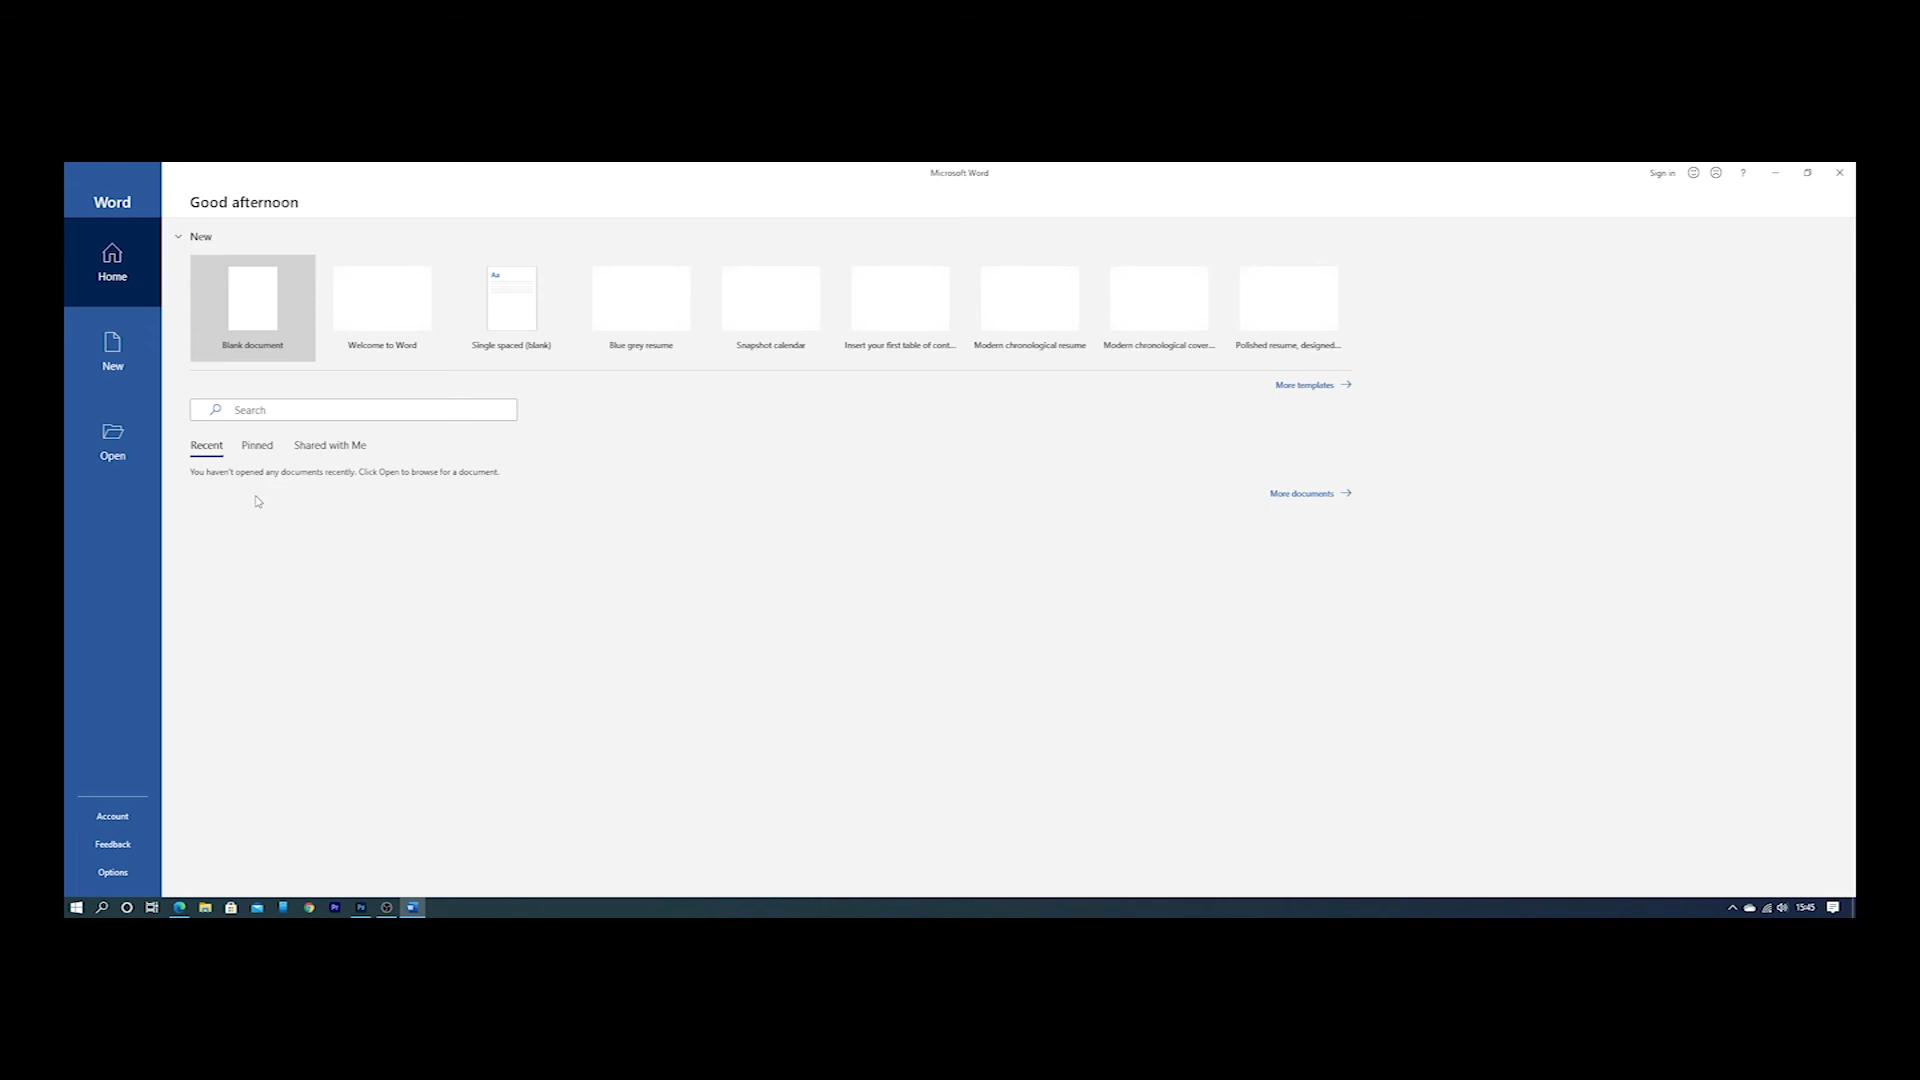 Microsoft Word
Sign in
?
Word
Good afternoon
New
Home
New
Open
Aa
Blank document
Welcome to Word
Single spaced (blank)
Blue grey resume
Snapshot calendar
Insert your first table of cont...
Modern chronological resume
Modern chronological cover...
Polished resume, designed...
More templates
Search
Recent
Pinned
Shared with Me
You haven't opened any documents recently. Click Open to browse for a document.
More documents
Account
Feedback
Options
Pr
Ps
15:45